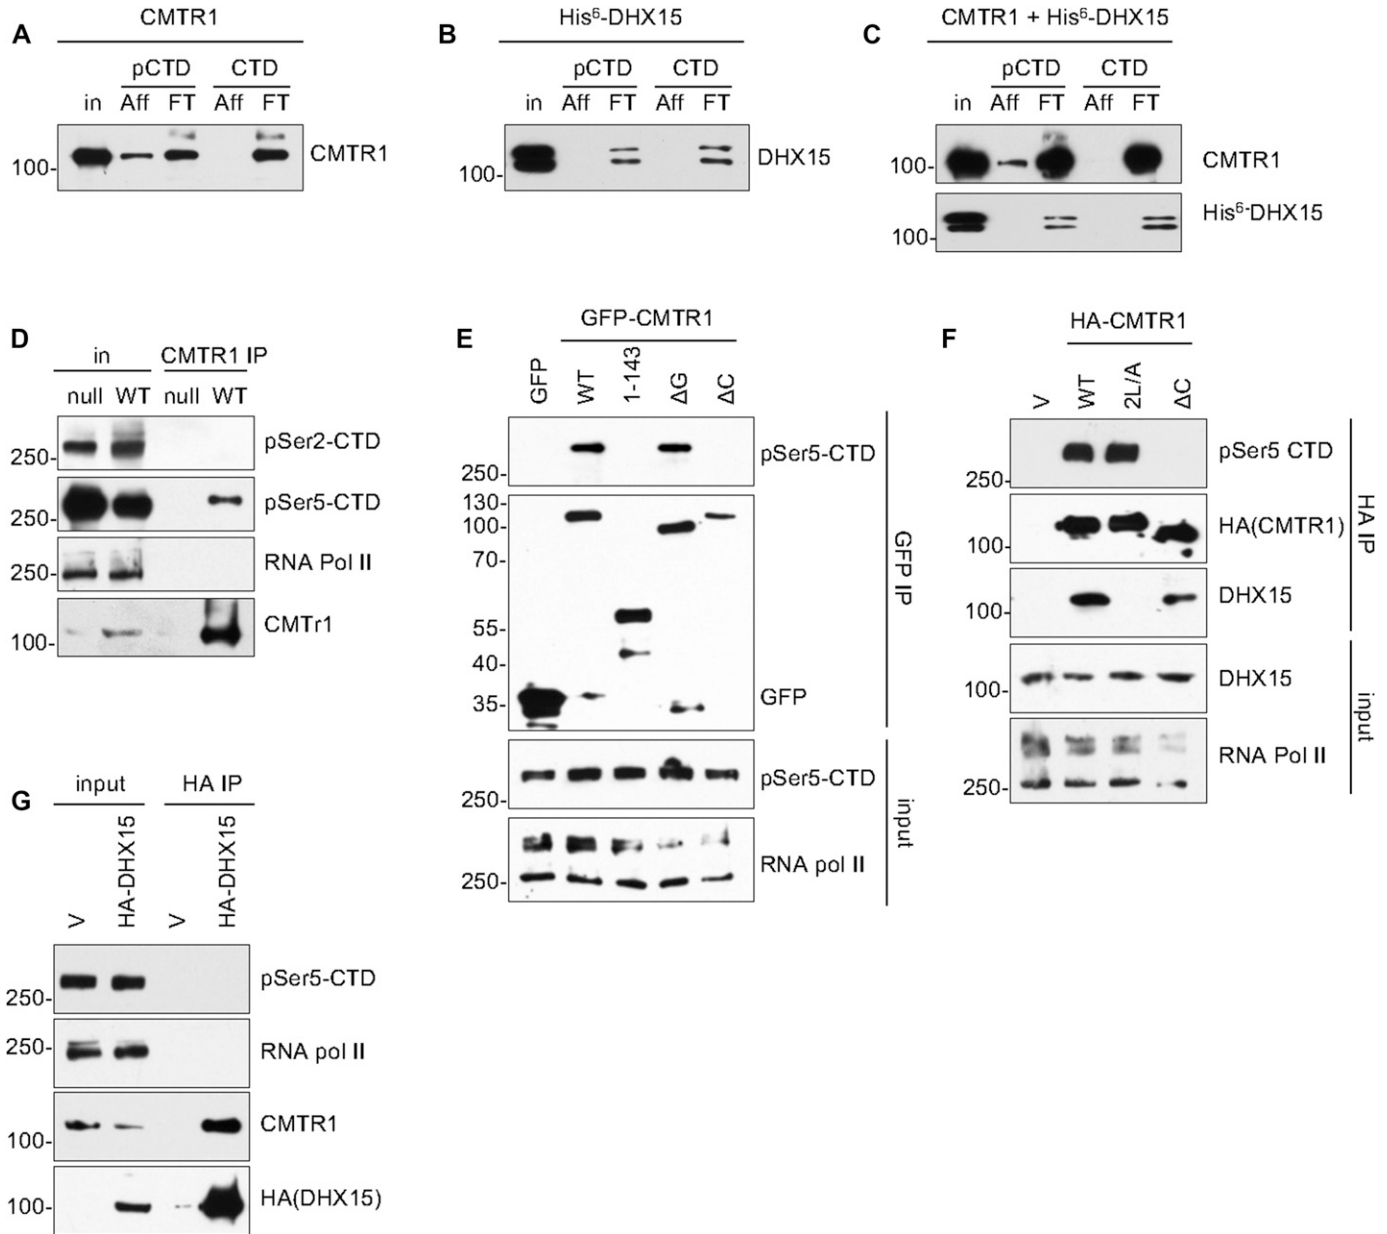 A
CMTR1
pCTD CTD
in Aff FT Aff FT
100- CMTR1
B
His6-DHX15
pCTD CTD
in Aff FT Aff FT
100- DHX15
C
CMTR1 + His6-DHX15
pCTD CTD
in Aff FT Aff FT
100- CMTR1
100- His6-DHX15
D
in CMTR1 IP
null WT null WT
250- pSer2-CTD
250- pSer5-CTD
250- RNA Pol II
100- CMTr1
E
GFP-CMTR1
GFP WT 1-143 ΔG ΔC
250- pSer5-CTD
130-
100-
70-
55-
40-
35- GFP
GFP IP
250- pSer5-CTD
250- RNA pol II
input
F
HA-CMTR1
V WT 2L/A ΔC
250- pSer5 CTD
100- HA(CMTR1)
100- DHX15
HA IP
100- DHX15
250- RNA Pol II
input
G
input HA IP
V HA-DHX15 V HA-DHX15
250- pSer5-CTD
250- RNA pol II
100- CMTR1
100- HA(DHX15)